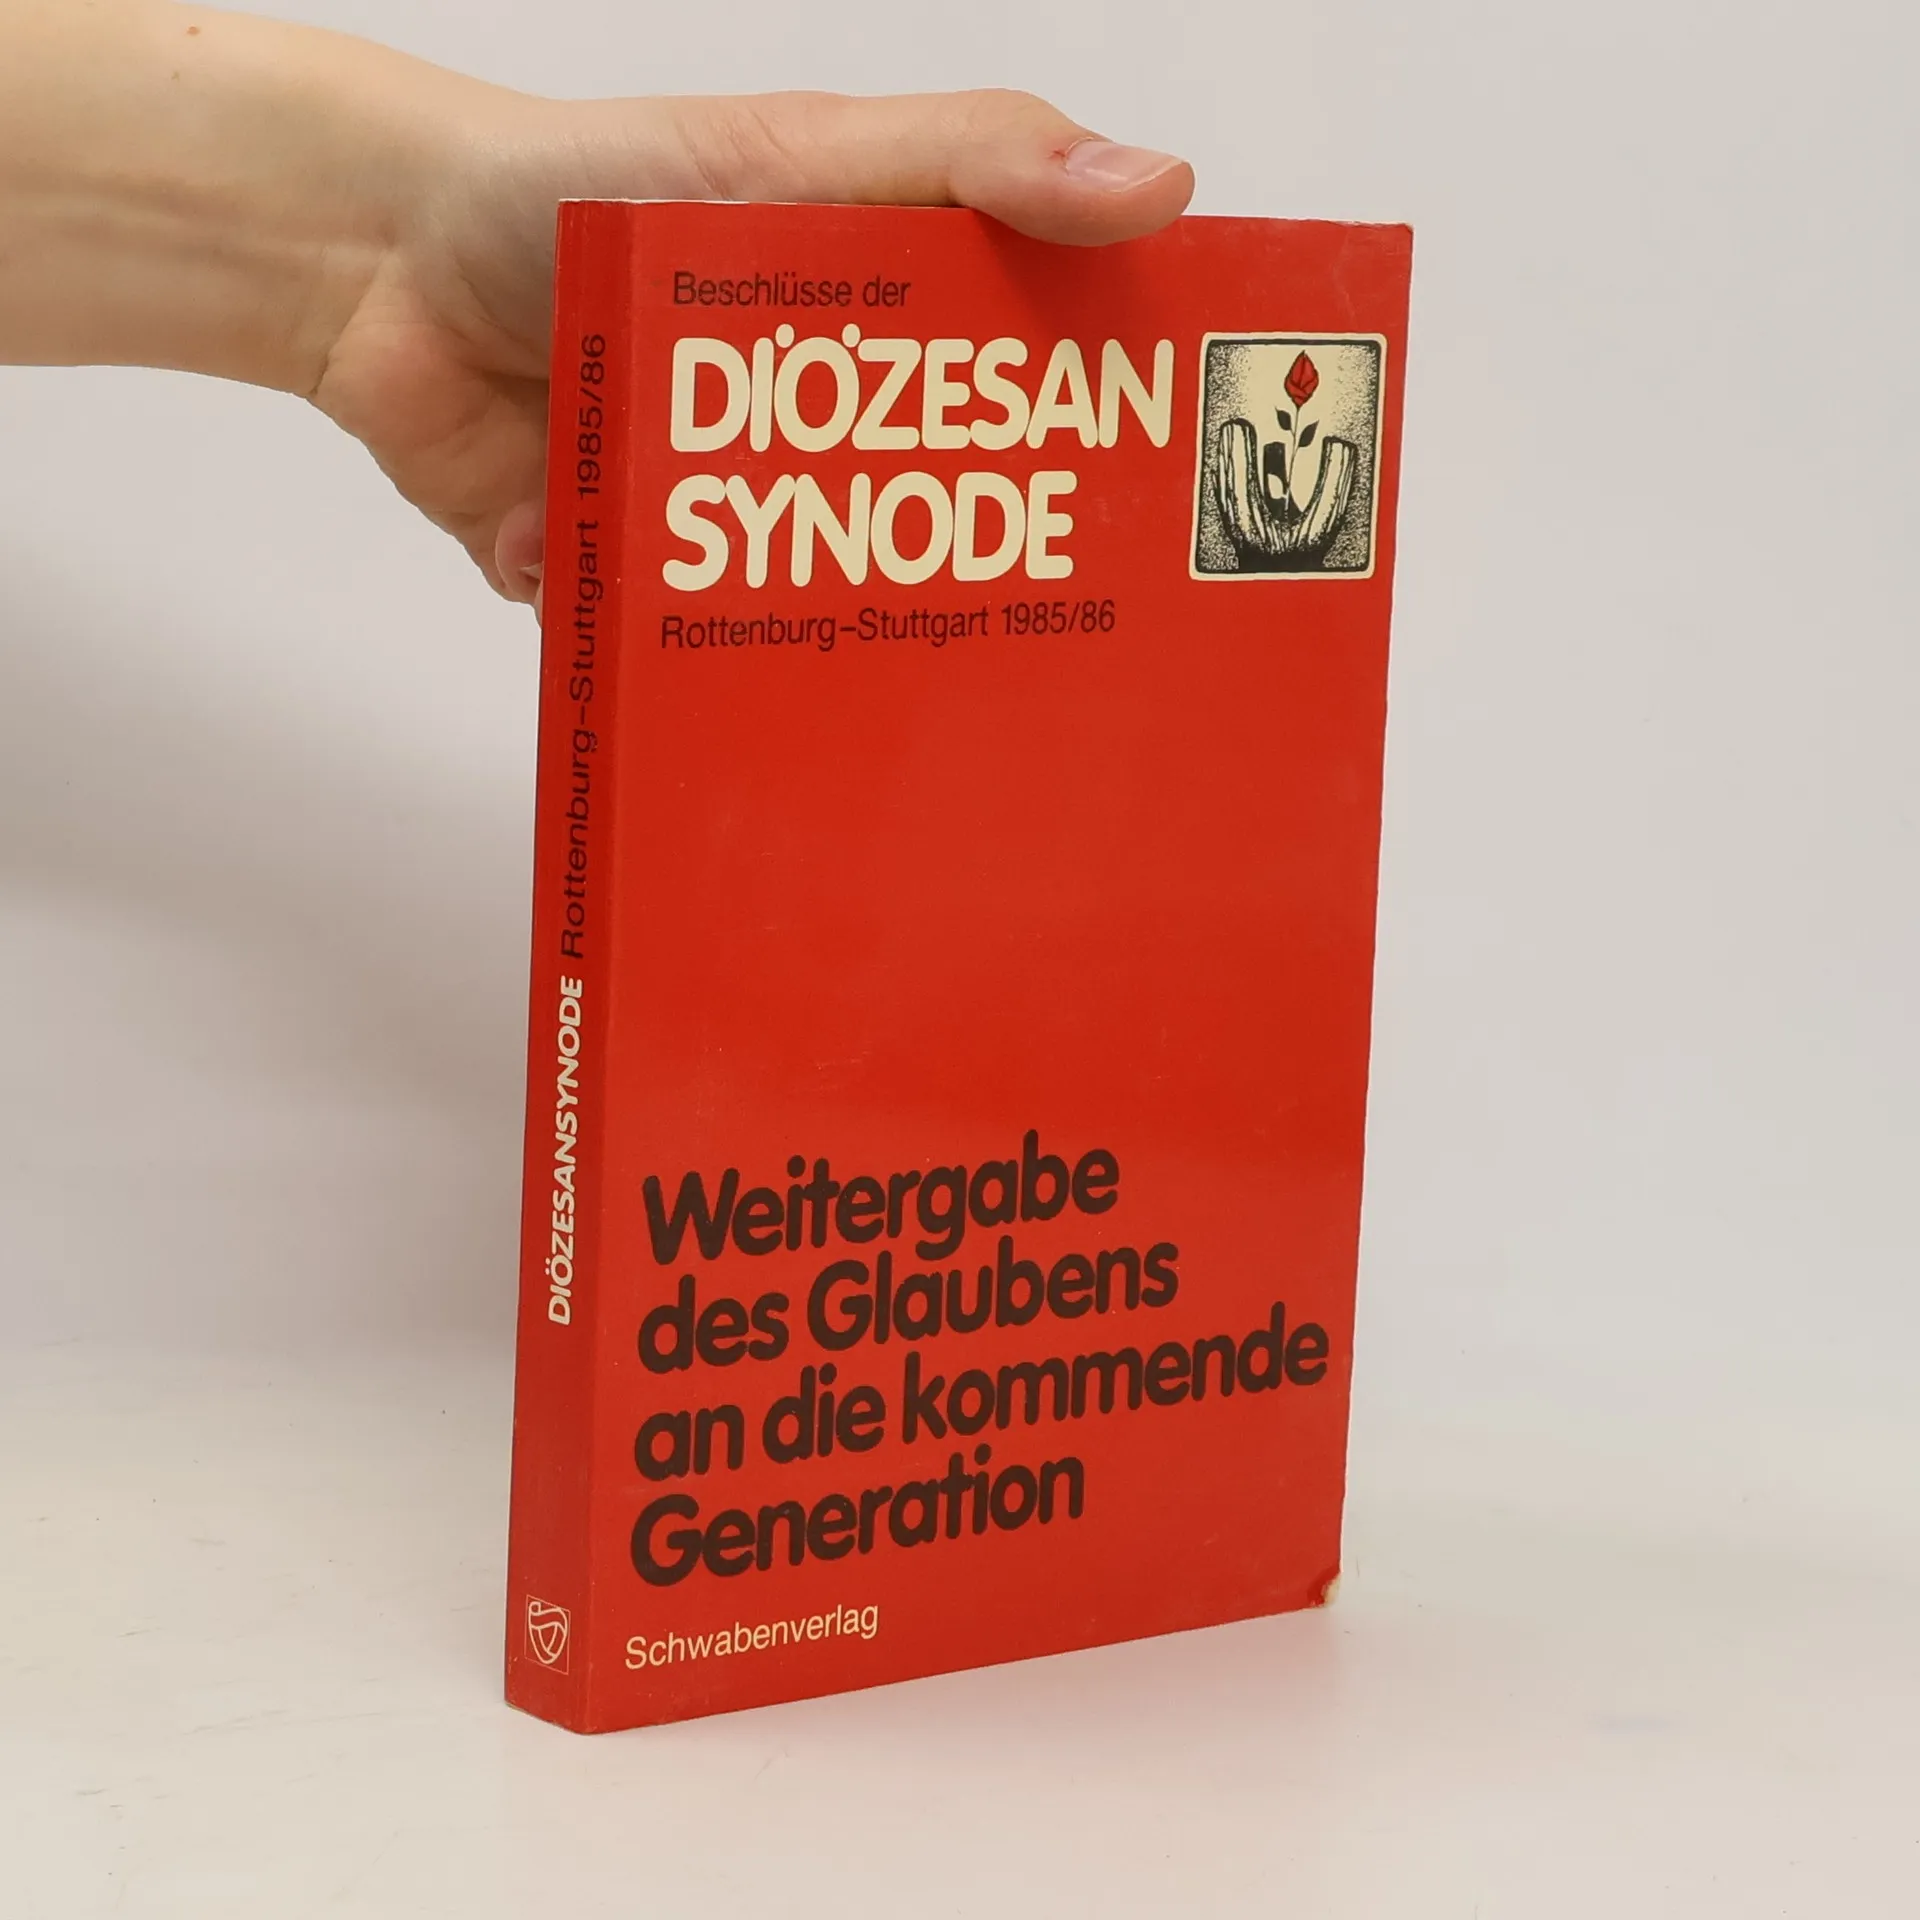 Beschlüsse der
DIÖZESAN
SYNODE
Rottenburg–Stuttgart 1985/86
Weitergabe
des Glaubens
an die kommende
Generation
Schwabenverlag
DIÖZESANSYNODE Rottenburg–Stuttgart 1985/86